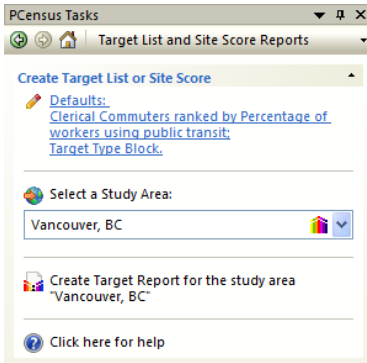 PCensus Tasks
Target List and Site Score Reports
Create Target List or Site Score
Defaults:
Clerical Commuters ranked by Percentage of
workers using public transit;
Target Type Block.
Select a Study Area:
Vancouver, BC
Create Target Report for the study area
"Vancouver, BC"
Click here for help